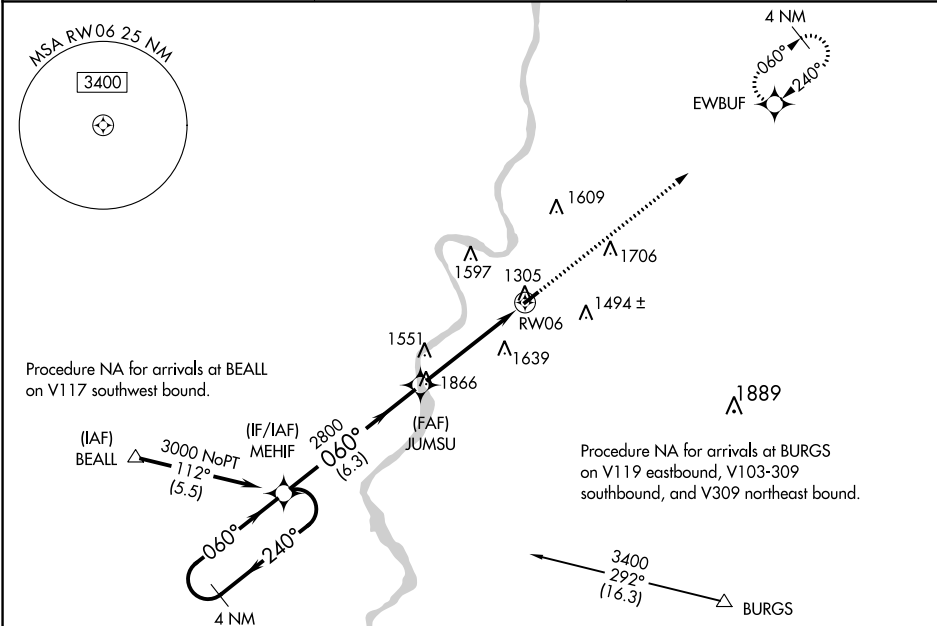 MSA RW06 25 NM
3400
4 NM
060°
240°
EWBUF
1609
1597
1706
1305
1494 ±
RW06
1551
1639
1866
Procedure NA for arrivals at BEALL
on V117 southwest bound.
(FAF)
JUMSU
1889
(IAF)
BEALL
3000 NoPT
112°
(5.5)
(IF/IAF)
MEHIF
2800
060°
(6.3)
Procedure NA for arrivals at BURGS
on V119 eastbound, V103-309
southbound, and V309 northeast bound.
060°
240°
4 NM
3400
292°
(16.3)
BURGS